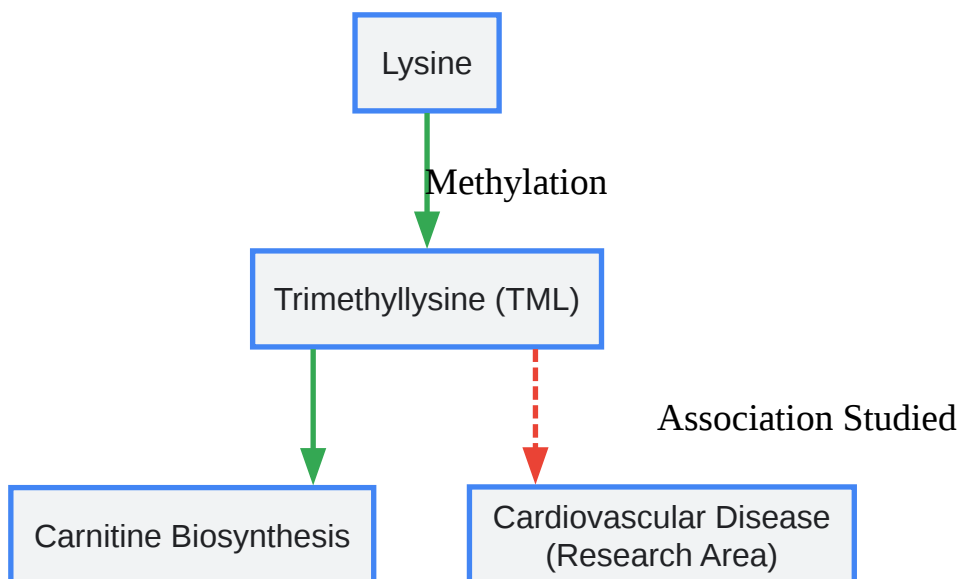 Lysine
Methylation
Trimethyllysine (TML)
Association Studied
Carnitine Biosynthesis
Cardiovascular Disease
(Research Area)